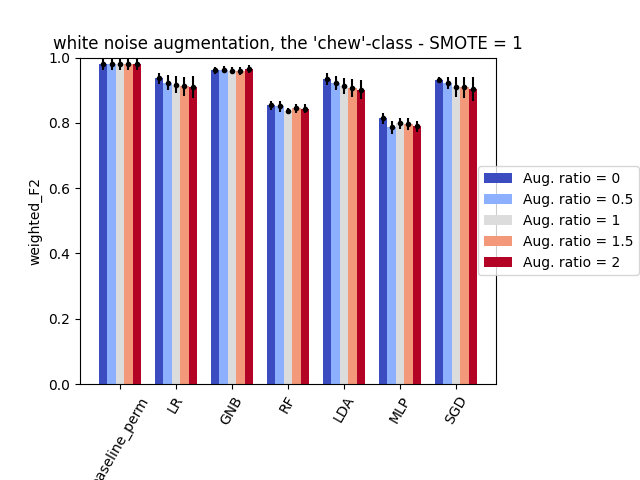 white noise augmentation, the 'chew'-class - SMOTE = 1
weighted_F2
1.0
0.8
0.6
0.4
0.2
0.0
aseline_perm
LR
GNB
RF
LDA
MLP
SGD
Aug. ratio = 0
Aug. ratio = 0.5
Aug. ratio = 1
Aug. ratio = 1.5
Aug. ratio = 2